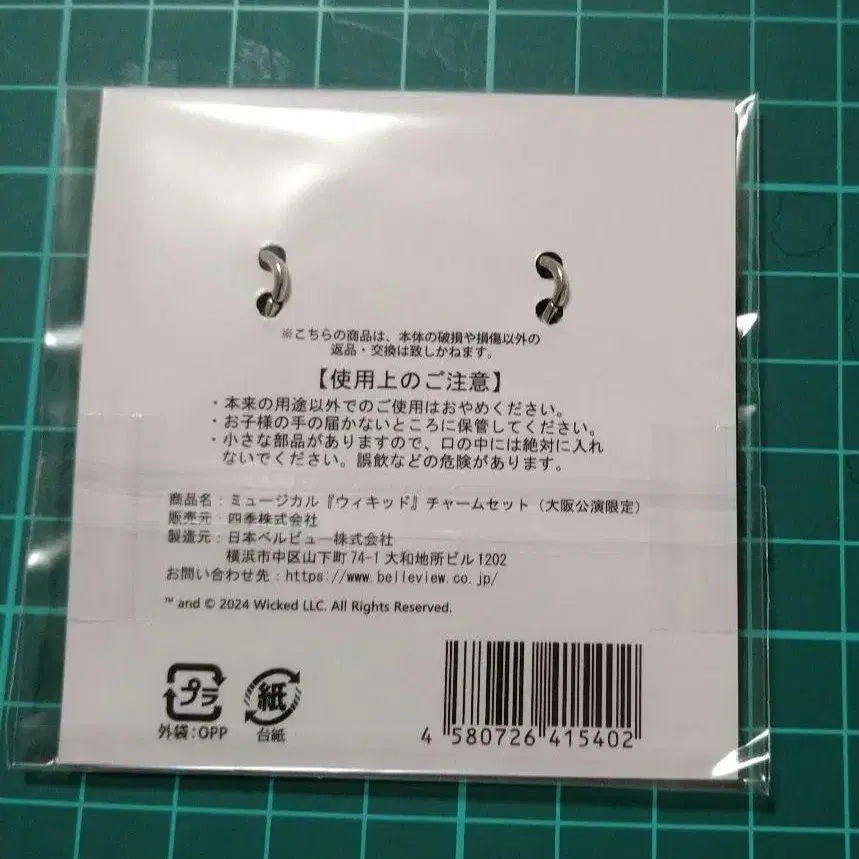 ※こちらの商品は、本体の破損や損傷以外の
返品・交換は致しかねます。
【使用上のご注意】
・本来の用途以外でのご使用はおやめください。
・お子様の手の届かないところに保管してください。
・小さな部品がありますので、口の中には絶対に入れ
ないでください。誤飲などの危険があります。
商品名：ミュージカル『ウィキッド』チャームセット（大阪公演限定）
販売元：四季株式会社
製造元：日本ベルビュー株式会社
横浜市中区山下町74-1 大和地所ビル1202
お問い合わせ先：https://www.belleview.co.jp/
™ and © 2024 Wicked LLC. All Rights Reserved.
プラ 紙
外袋：OPP 台紙
4 580726 415402